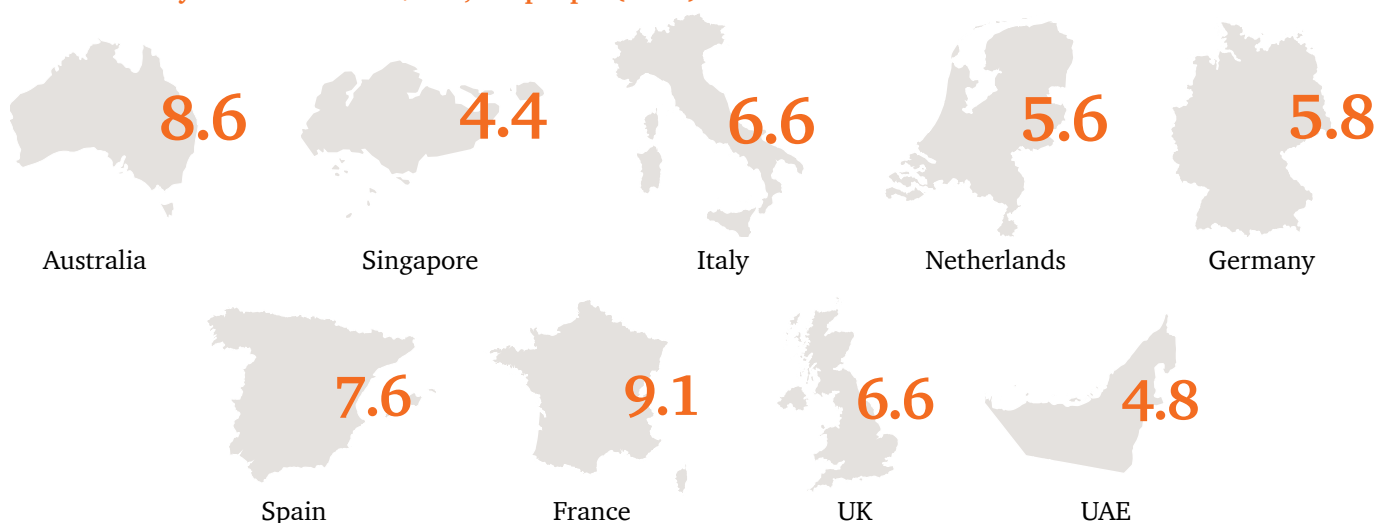 8.6 4.4 6.6 5.6 5.8
Australia Singapore Italy Netherlands Germany
7.6 9.1 6.6 4.8
Spain France UK UAE